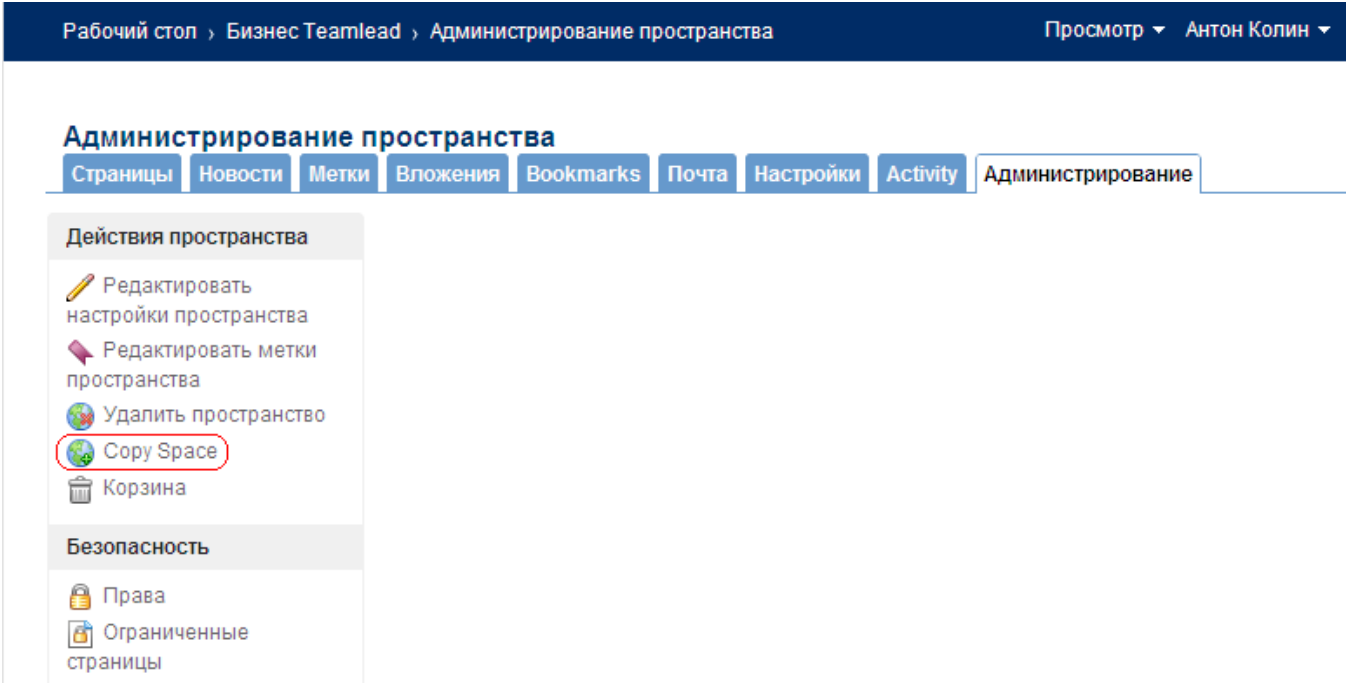 Рабочий стол › Бизнес Teamlead › Администрирование пространства Просмотр Антон Колин
Администрирование пространства
Страницы Новости Метки Вложения Bookmarks Почта Настройки Activity Администрирование
Действия пространства
Редактировать
настройки пространства
Редактировать метки
пространства
Удалить пространство
Copy Space
Корзина
Безопасность
Права
Ограниченные
страницы